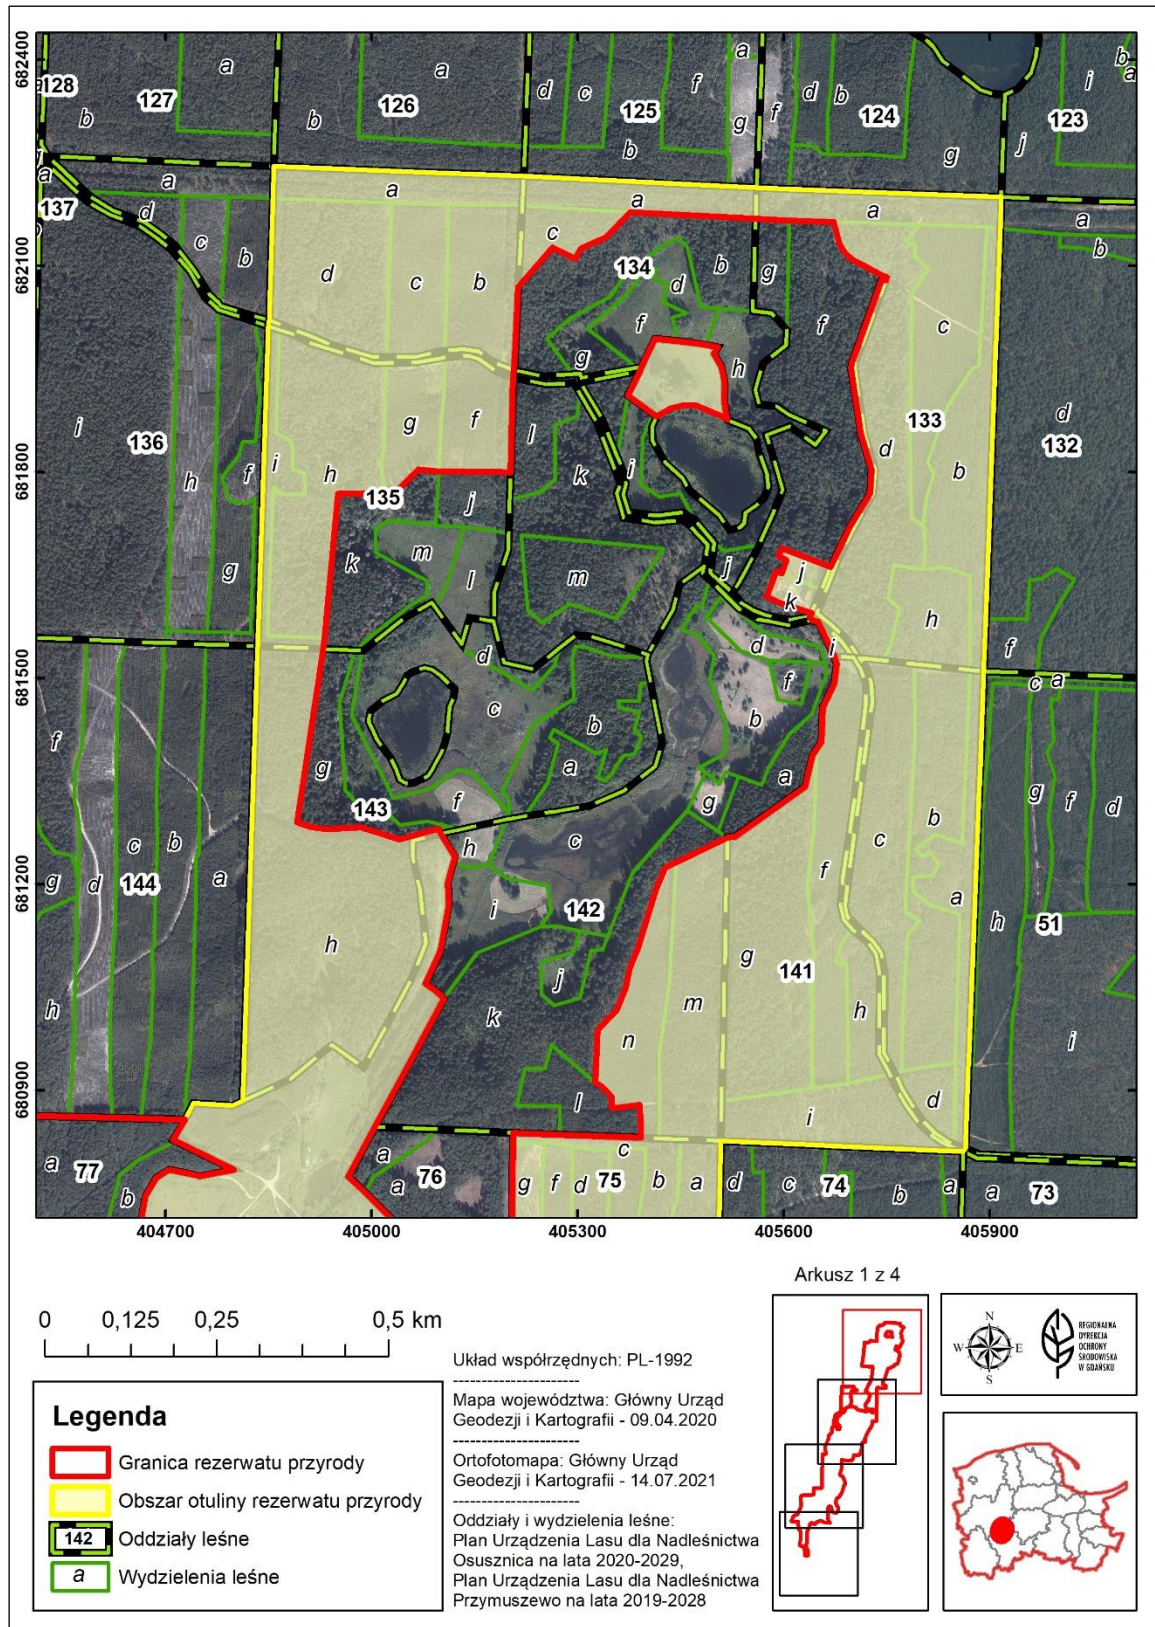 682400
682100
681800
681500
681200
680900
128
b
127
a
b
126
a
d
c
125
f
a
g
f
d
b
124
i
b
a
123
b
b
g
j
a
137
d
c
b
a
a
a
a
b
d
c
b
c
134
d
b
g
f
c
i
136
h
f
g
i
h
g
f
135
j
k
m
l
f
g
h
l
k
i
m
j
j
k
d
133
b
h
d
132
f
f
g
d
c
b
a
144
h
g
143
d
c
b
a
f
h
i
c
142
j
k
l
d
f
b
a
g
i
c
b
f
a
g
141
h
m
n
i
d
c
a
g
f
d
h
51
i
a
77
b
a
a
76
g
f
d
75
c
b
a
d
c
74
b
a
a
73
404700
405000
405300
405600
405900
0
0,125
0,25
0,5 km
Legenda
Granica rezerwatu przyrody
Obszar otuliny rezerwatu przyrody
142
Oddziały leśne
a
Wydzielenia leśne
Układ współrzędnych: PL-1992
-----------------------
Mapa województwa: Główny Urząd
Geodezji i Kartografii - 09.04.2020
-----------------------
Ortofotomapa: Główny Urząd
Geodezji i Kartografii - 14.07.2021
-----------------------
Oddziały i wydzielenia leśne:
Plan Urządzenia Lasu dla Nadleśnictwa
Osusznica na lata 2020-2029,
Plan Urządzenia Lasu dla Nadleśnictwa
Przymuszewo na lata 2019-2028
Arkusz 1 z 4
N
W
E
S
REGIONALNA
DYREKCJA
OCHRONY
ŚRODOWISKA
W GDAŃSKU